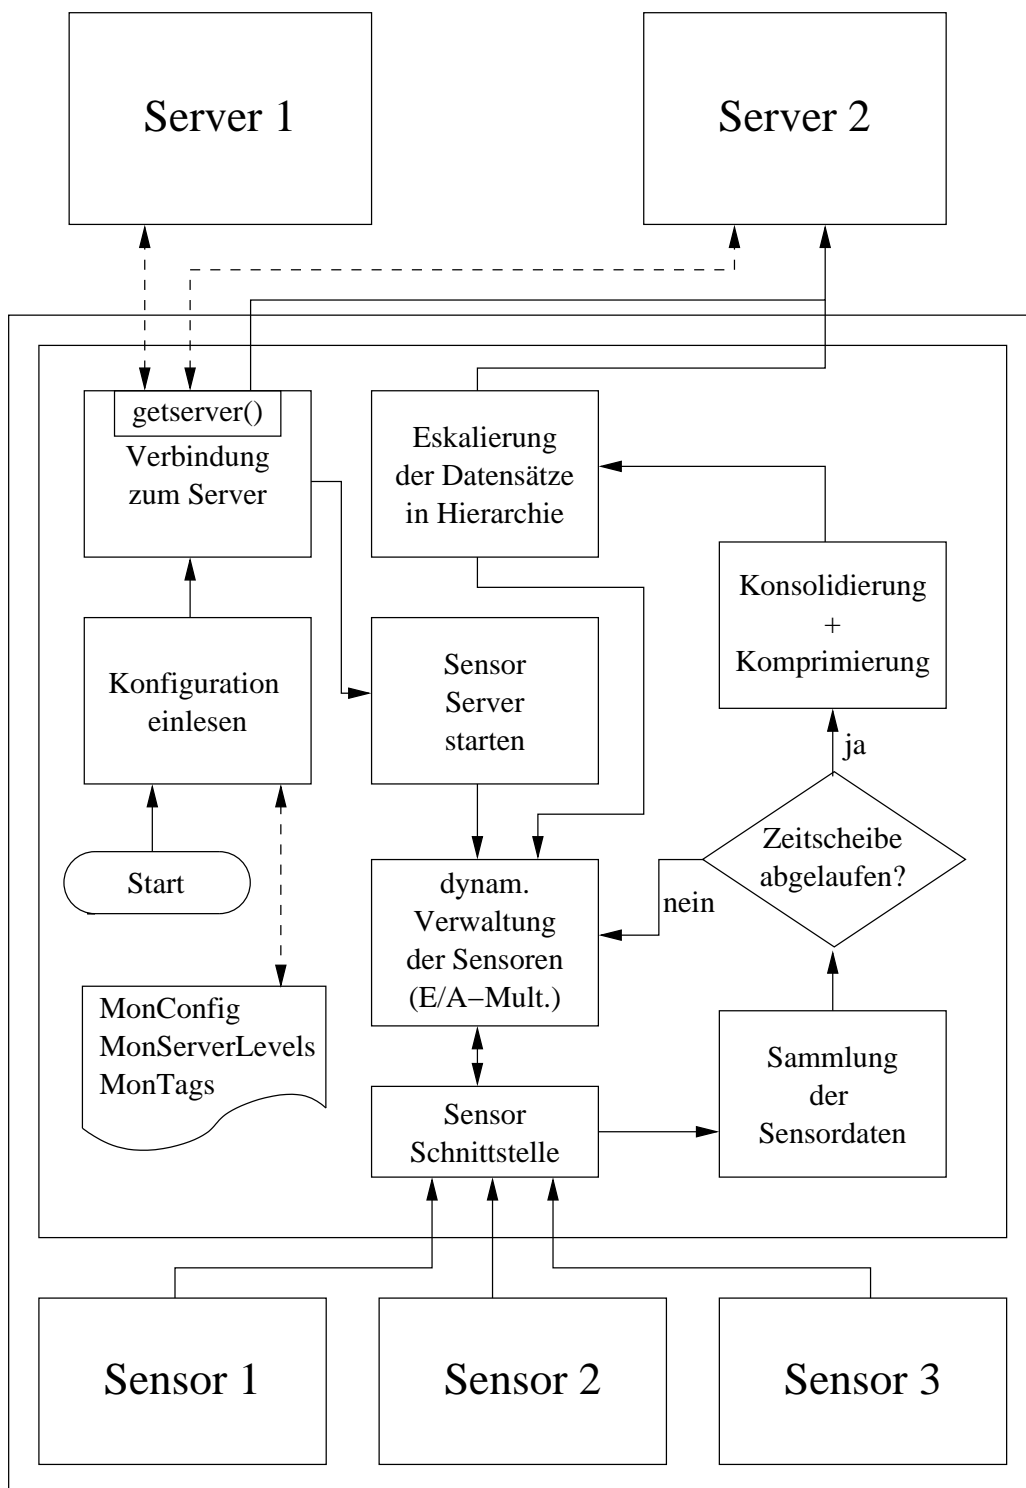 Server 1
Server 2
getserver()
Verbindung
zum Server
Eskalierung
der Datensätze
in Hierarchie
Konsolidierung
+
Komprimierung
Konfiguration
einlesen
Sensor
Server
starten
ja
Zeitscheibe
abgelaufen?
Start
nein
dynam.
Verwaltung
der Sensoren
(E/A–Mult.)
MonConfig
MonServerLevels
MonTags
Sensor
Schnittstelle
Sammlung
der
Sensordaten
Sensor 1
Sensor 2
Sensor 3